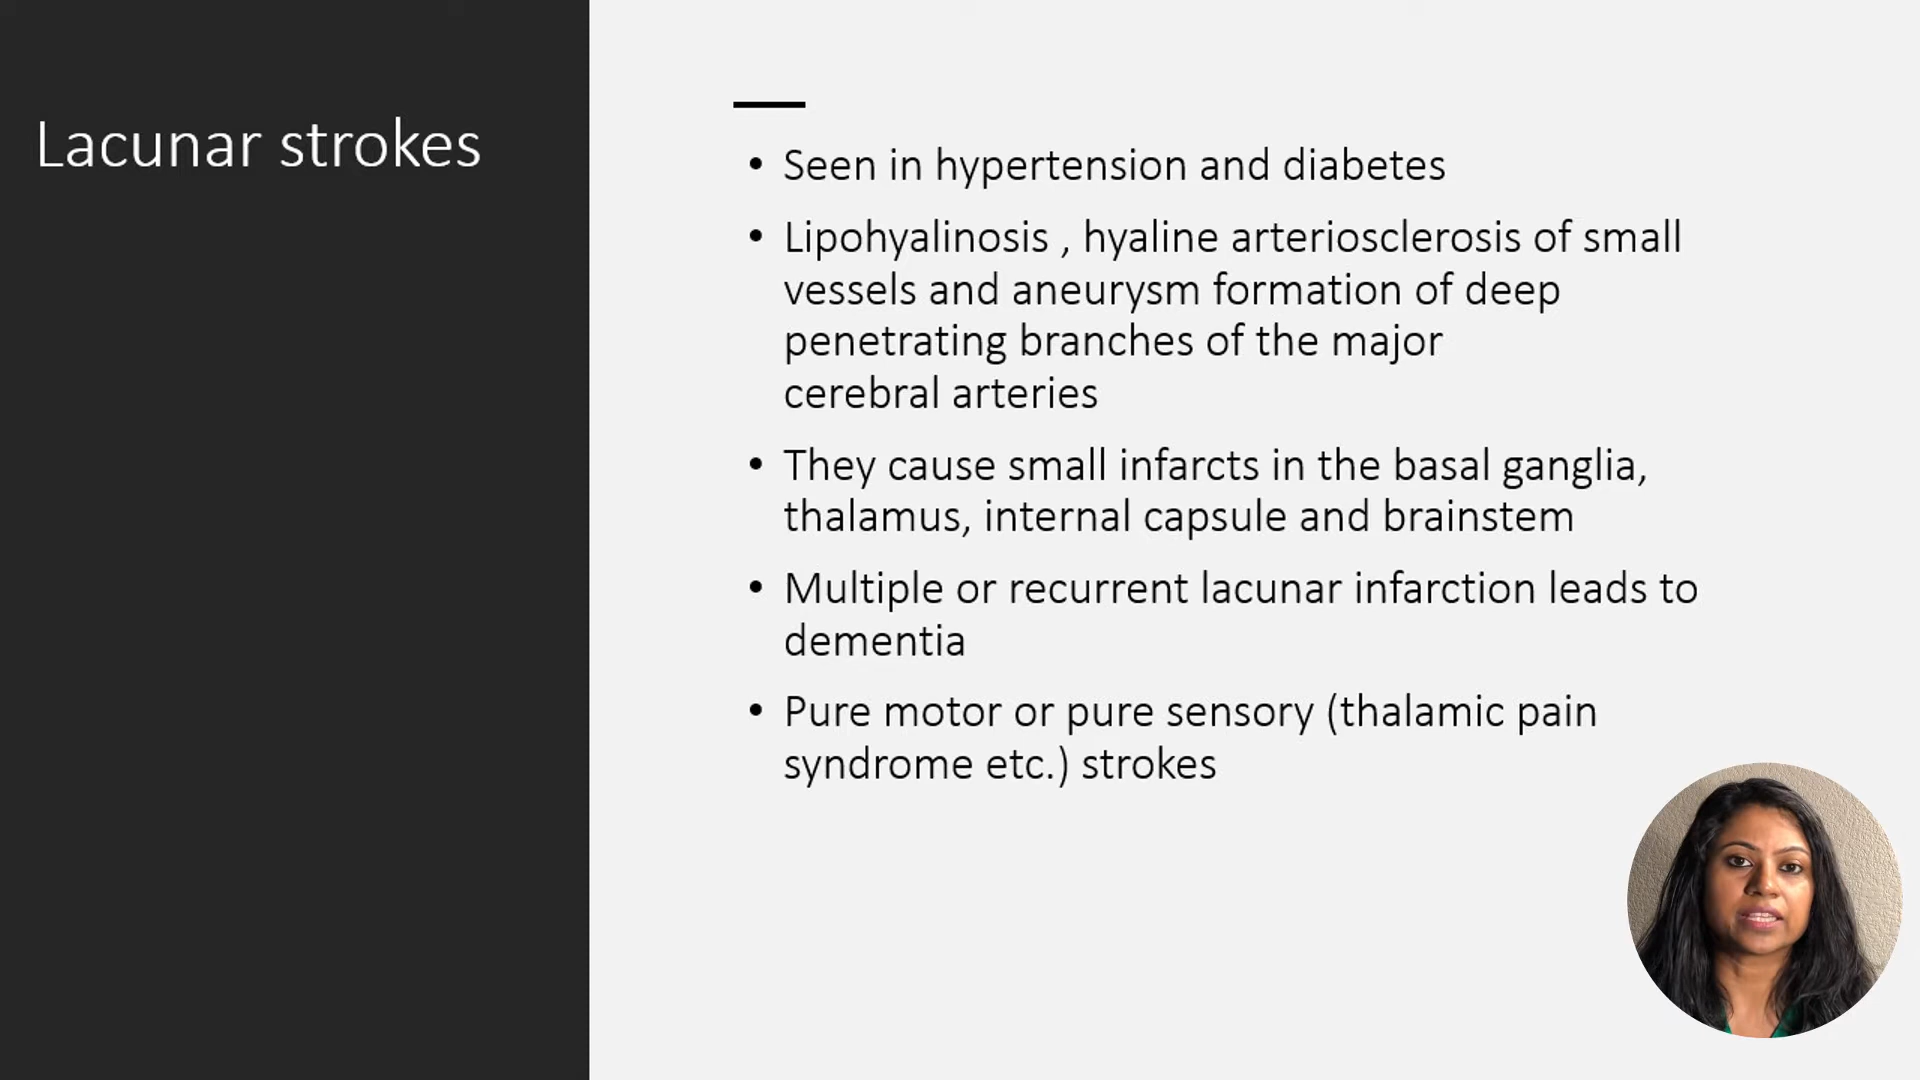 Lacunar strokes
• Seen in hypertension and diabetes
• Lipohyalinosis , hyaline arteriosclerosis of small
vessels and aneurysm formation of deep
penetrating branches of the major
cerebral arteries
• They cause small infarcts in the basal ganglia,
thalamus, internal capsule and brainstem
• Multiple or recurrent lacunar infarction leads to
dementia
• Pure motor or pure sensory (thalamic pain
syndrome etc.) strokes